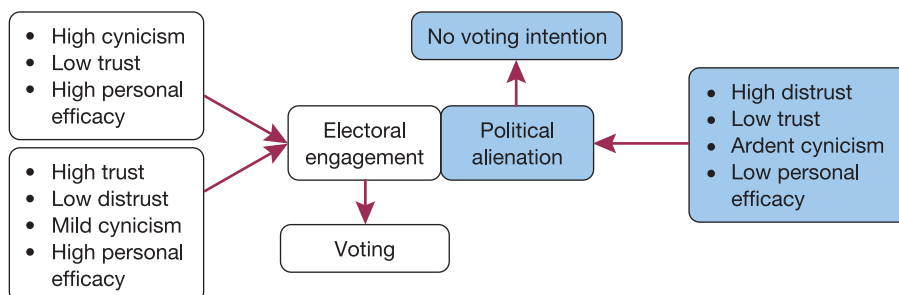 • High cynicism
• Low trust
• High personal
efficacy
• High trust
• Low distrust
• Mild cynicism
• High personal
efficacy
Electoral
engagement
Voting
No voting intention
Political
alienation
• High distrust
• Low trust
• Ardent cynicism
• Low personal
efficacy